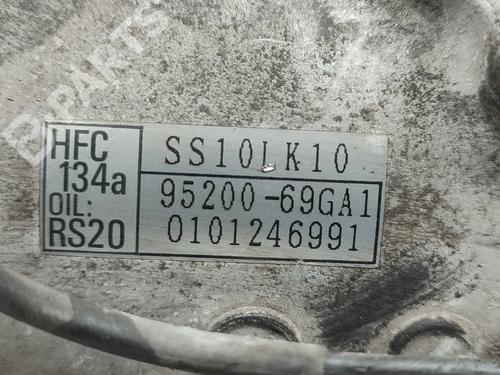 B-PARTS
HFC
134a
OIL:
RS20
SS10LK10
95200-69GA1
0101246991